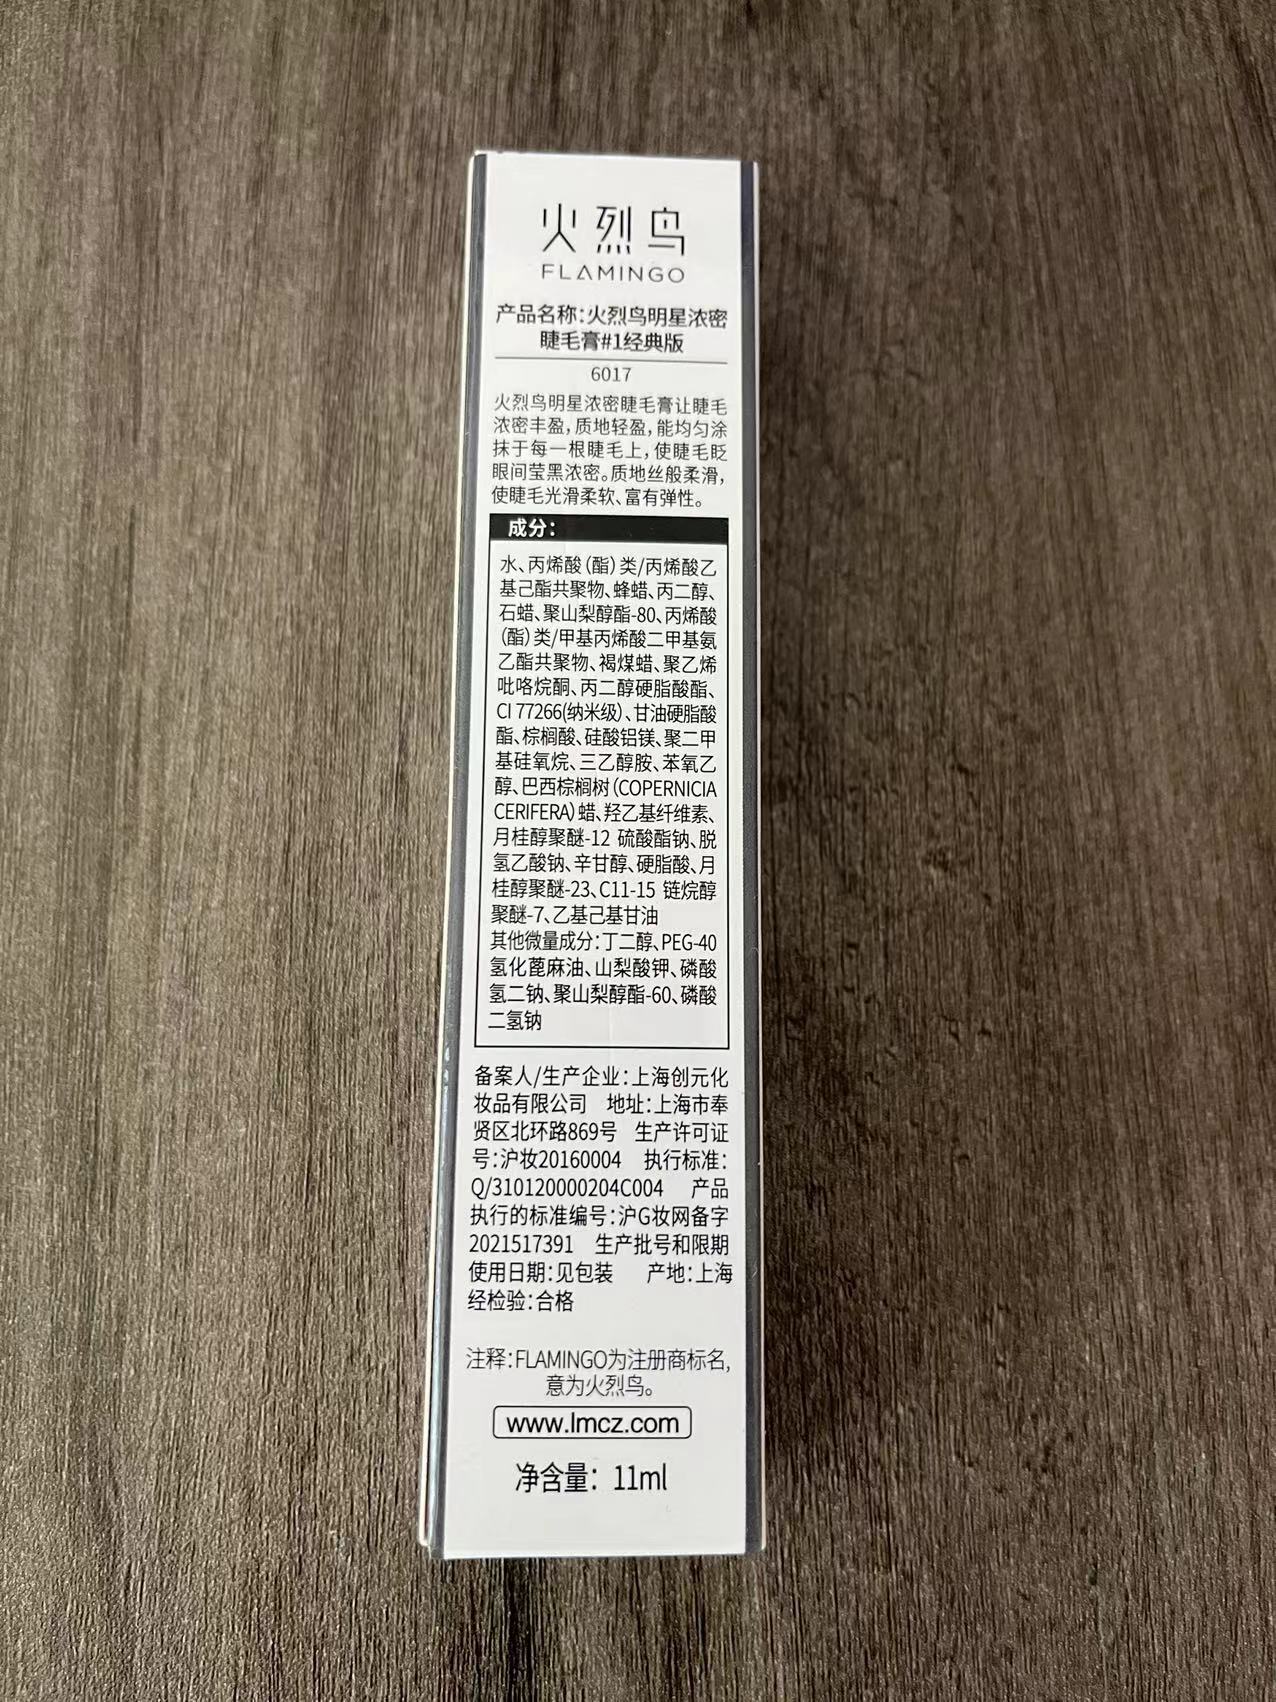 火烈鸟
FLAMINGO
产品名称：火烈鸟明星浓密
睫毛膏#1经典版
6017
火烈鸟明星浓密睫毛膏让睫毛
浓密丰盈，质地轻盈，能均匀涂
抹于每一根睫毛上，使睫毛眨
眼间莹黑浓密。质地丝般柔滑，
使睫毛光滑柔软、富有弹性。
成分：
水、丙烯酸（酯）类/丙烯酸乙
基己酯共聚物、蜂蜡、丙二醇、
石蜡、聚山梨醇酯-80、丙烯酸
（酯）类/甲基丙烯酸二甲基氨
乙酯共聚物、褐煤蜡、聚乙烯
吡咯烷酮、丙二醇硬脂酸酯、
CI 77266(纳米级)、甘油硬脂酸
酯、棕榈酸、硅酸铝镁、聚二甲
基硅氧烷、三乙醇胺、苯氧乙
醇、巴西棕榈树（COPERNICIA
CERIFERA）蜡、羟乙基纤维素、
月桂醇聚醚-12 硫酸酯钠、脱
氢乙酸钠、辛甘醇、硬脂酸、月
桂醇聚醚-23、C11-15 链烷醇
聚醚-7、乙基己基甘油
其他微量成分：丁二醇、PEG-40
氢化蓖麻油、山梨酸钾、磷酸
氢二钠、聚山梨醇酯-60、磷酸
二氢钠
备案人/生产企业：上海创元化
妆品有限公司 地址：上海市奉
贤区北环路869号 生产许可证
号：沪妆20160004 执行标准：
Q/310120000204C004 产品
执行的标准编号：沪G妆网备字
2021517391 生产批号和限期
使用日期：见包装 产地：上海
经检验：合格
注释：FLAMINGO为注册商标名，
意为火烈鸟。
www.lmcz.com
净含量：11ml